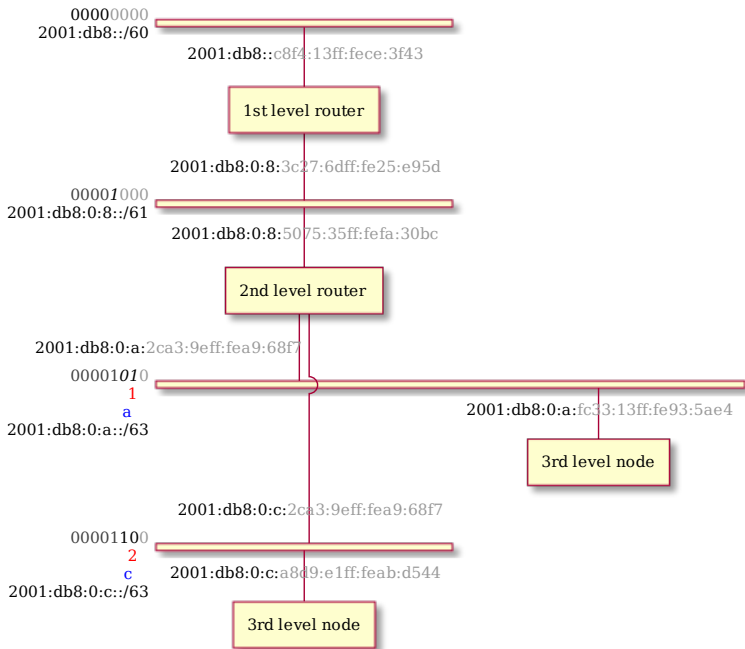 00000000
2001:db8::/60
2001:db8::c8f4:13ff:fece:3f43
1st level router
2001:db8:0:8:3c27:6dff:fe25:e95d
00001000
2001:db8:0:8::/61
2001:db8:0:8:5075:35ff:fefa:30bc
2nd level router
2001:db8:0:a:2ca3:9eff:fea9:68f7
00001010
1
a
2001:db8:0:a::/63
2001:db8:0:a:fc33:13ff:fe93:5ae4
3rd level node
2001:db8:0:c:2ca3:9eff:fea9:68f7
00001100
2
c
2001:db8:0:c::/63
2001:db8:0:c:a8d9:e1ff:feab:d544
3rd level node